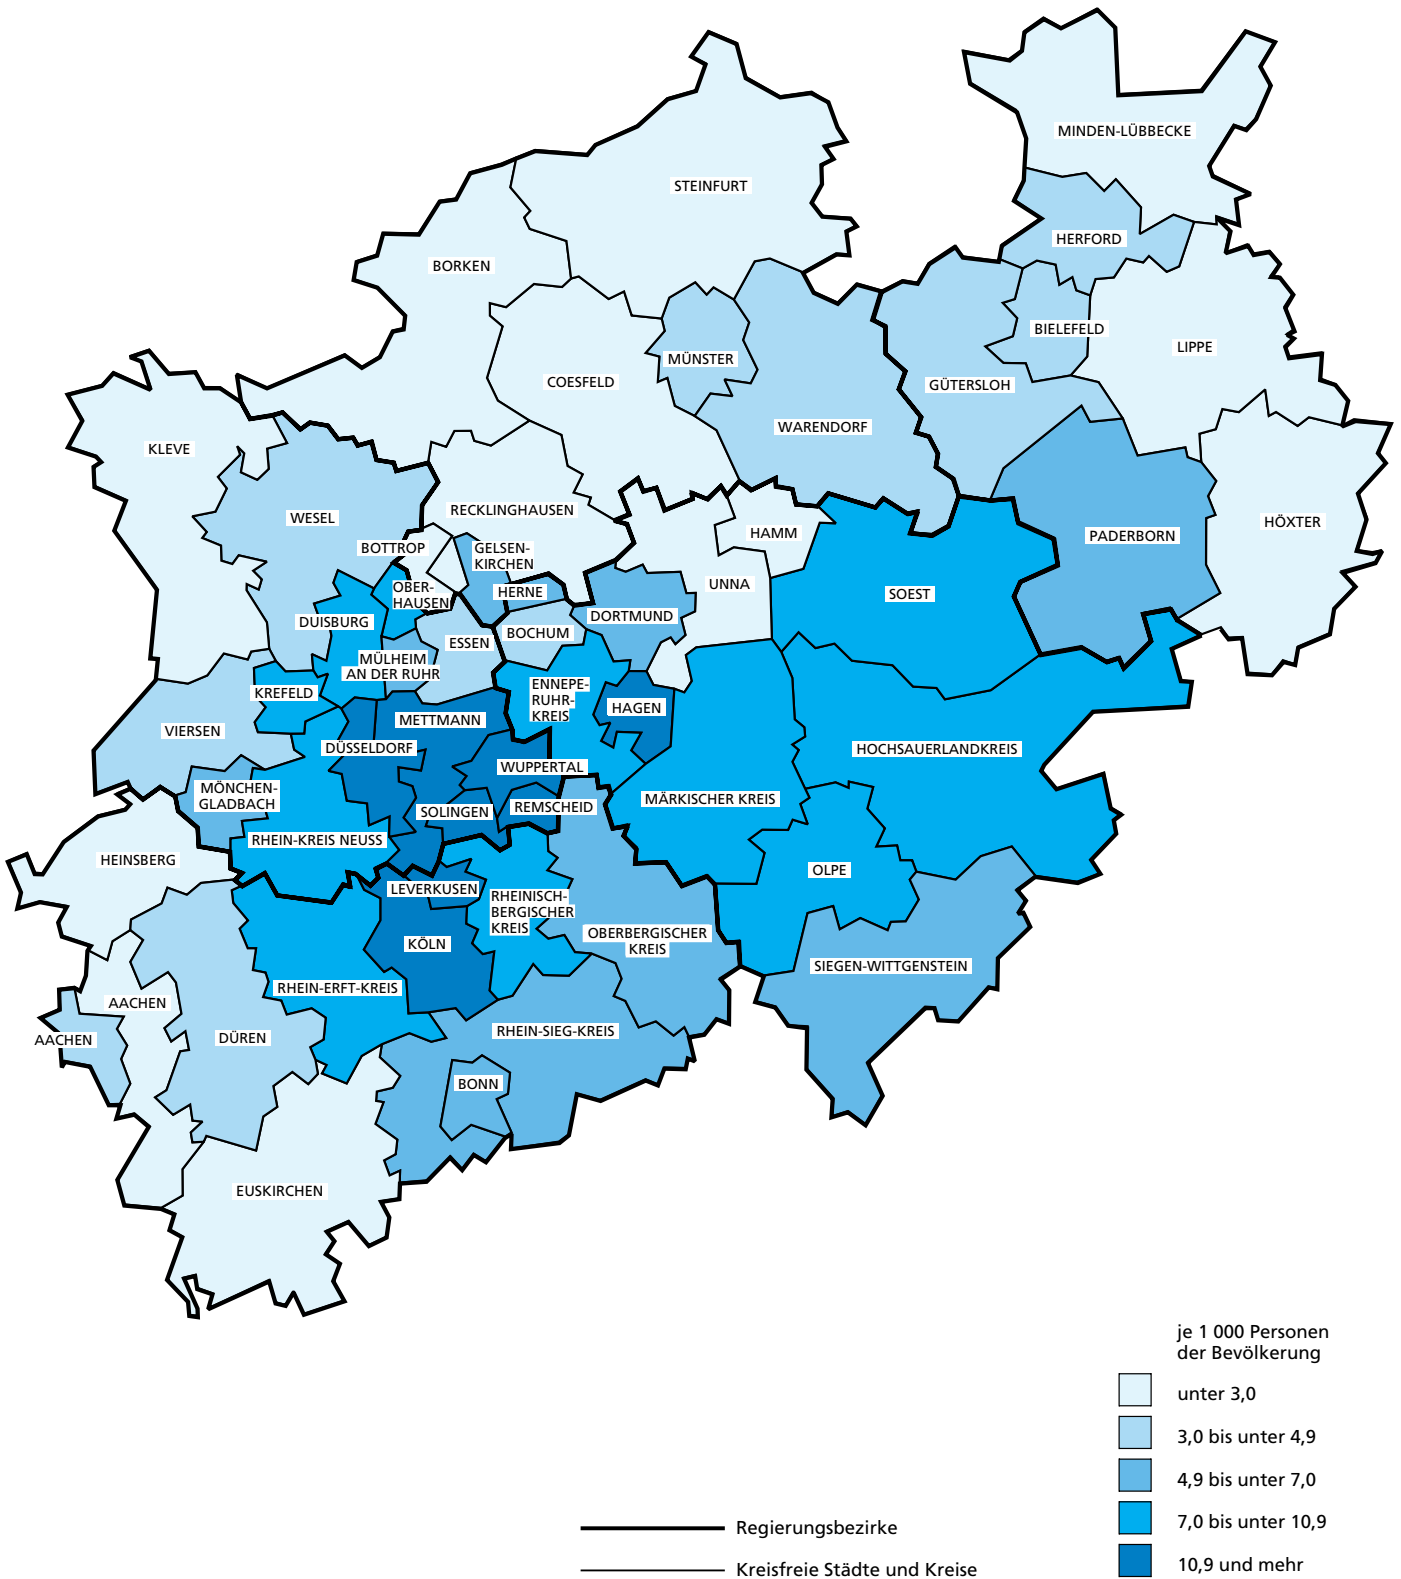 MINDEN-LÜBBECKE
STEINFURT
HERFORD
BORKEN
BIELEFELD
LIPPE
MÜNSTER
COESFELD
GÜTERSLOH
WARENDORF
KLEVE
RECKLINGHAUSEN
WESEL
HÖXTER
HAMM
PADERBORN
BOTTROP
GELSEN-
KIRCHEN
UNNA
OBER-
HAUSEN
HERNE
SOEST
DORTMUND
DUISBURG
BOCHUM
ESSEN
MÜLHEIM
AN DER RUHR
KREFELD
ENNEPE-
RUHR-
KREIS
HAGEN
METTMANN
VIERSEN
DÜSSELDORF
HOCHSAUERLANDKREIS
WUPPERTAL
MÖNCHEN-
GLADBACH
MÄRKISCHER KREIS
REMSCHEID
SOLINGEN
RHEIN-KREIS NEUSS
HEINSBERG
OLPE
LEVERKUSEN
RHEINISCH-
BERGISCHER
KREIS
OBERBERGISCHER
KREIS
KÖLN
SIEGEN-WITTGENSTEIN
RHEIN-ERFT-KREIS
AACHEN
RHEIN-SIEG-KREIS
DÜREN
AACHEN
BONN
EUSKIRCHEN
je 1 000 Personen
der Bevölkerung
unter 3,0
3,0 bis unter 4,9
4,9 bis unter 7,0
7,0 bis unter 10,9
10,9 und mehr
Regierungsbezirke
Kreisfreie Städte und Kreise